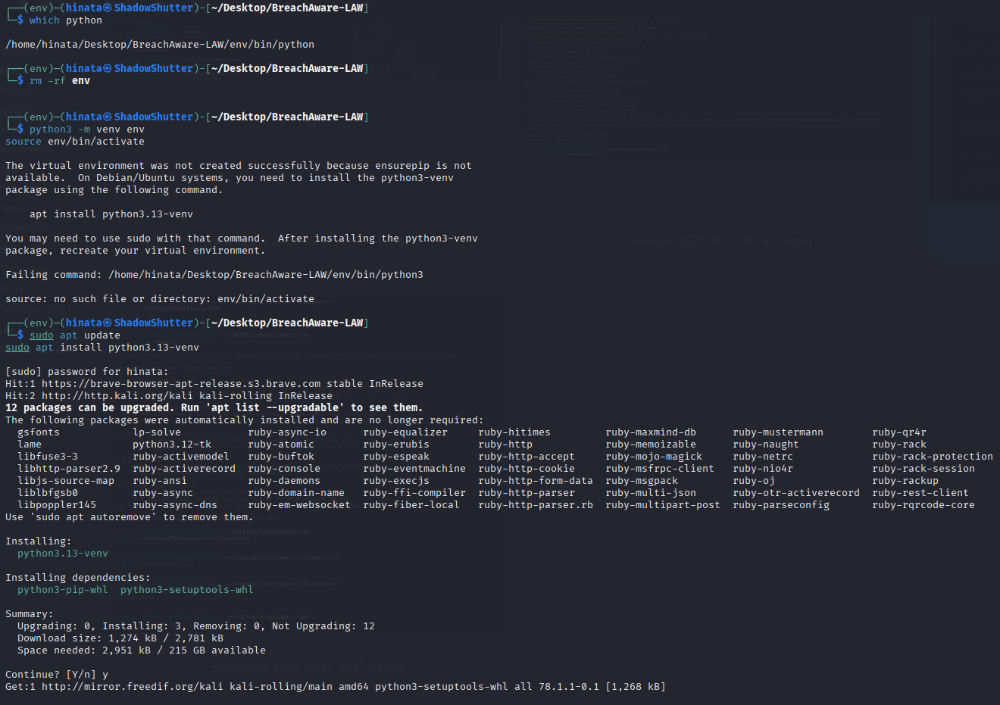 ┌──(env)─(hinata㉿ShadowShutter)-[~/Desktop/BreachAware-LAW]
└─$ which python
/home/hinata/Desktop/BreachAware-LAW/env/bin/python
┌──(env)─(hinata㉿ShadowShutter)-[~/Desktop/BreachAware-LAW]
└─$ rm -rf env
┌──(env)─(hinata㉿ShadowShutter)-[~/Desktop/BreachAware-LAW]
└─$ python3 -m venv env
source env/bin/activate
The virtual environment was not created successfully because ensurepip is not
available.  On Debian/Ubuntu systems, you need to install the python3-venv
package using the following command.
    apt install python3.13-venv
You may need to use sudo with that command.  After installing the python3-venv
package, recreate your virtual environment.
Screenshot_2025-06-12_16-36-28.png
Failing command: /home/hinata/Desktop/BreachAware-LAW/env/bin/python3
source: no such file or directory: env/bin/activate
┌──(env)─(hinata㉿ShadowShutter)-[~/Desktop/BreachAware-LAW]
└─$ sudo apt update
sudo apt install python3.13-venv
[sudo] password for hinata:
Hit:1 https://brave-browser-apt-release.s3.brave.com stable InRelease
Hit:2 http://http.kali.org/kali kali-rolling InRelease
12 packages can be upgraded. Run 'apt list --upgradable' to see them.
The following packages were automatically installed and are no longer required:
  gsfonts           lp-solve           ruby-async-io      ruby-equalizer     ruby-hitimes         ruby-maxmind-db      ruby-mustermann        ruby-qr4r
  lame              python3.12-tk      ruby-atomic        ruby-erubis        ruby-http            ruby-memoizable      ruby-naught            ruby-rack
  libfuse3-3        ruby-activemodel   ruby-buftok        ruby-espeak        ruby-http-accept     ruby-mojo-magick     ruby-netrc             ruby-rack-protection
  libhttp-parser2.9  ruby-activerecord  ruby-console       ruby-eventmachine  ruby-http-cookie     ruby-msfrpc-client   ruby-nio4r             ruby-rack-session
  libjs-source-map  ruby-ansi          ruby-daemons       ruby-execjs        ruby-http-form-data  ruby-msgpack         ruby-oj                ruby-rackup
  liblbfgsb0        ruby-async         ruby-domain-name   ruby-ffi-compiler  ruby-http-parser     ruby-multi-json      ruby-otr-activerecord  ruby-rest-client
  libpoppler145     ruby-async-dns     ruby-em-websocket  ruby-fiber-local   ruby-http-parser.rb  ruby-multipart-post  ruby-parseconfig       ruby-rqrcode-core
Use 'sudo apt autoremove' to remove them.
Installing:
  python3.13-venv
Installing dependencies:
  python3-pip-whl  python3-setuptools-whl
Summary:
  Upgrading: 0, Installing: 3, Removing: 0, Not Upgrading: 12
  Download size: 1,274 kB / 2,781 kB
  Space needed: 2,951 kB / 215 GB available
Screenshot_2025-06-12_16-37-59.png
Continue? [Y/n] y
Get:1 http://mirror.freedif.org/kali kali-rolling/main amd64 python3-setuptools-whl all 78.1.1-0.1 [1,268 kB]